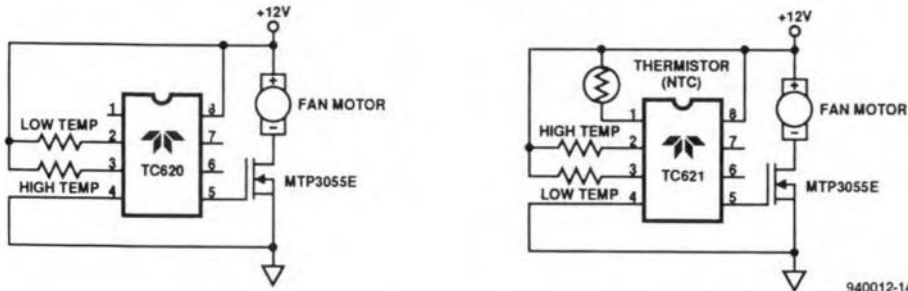 +12V
1
8
FAN MOTOR
LOW TEMP
2
7
3
6
HIGH TEMP
TC620
4
5
MTP3055E
+
-
+12V
THERMISTOR
(NTC)
1
8
FAN MOTOR
HIGH TEMP
2
7
3
6
LOW TEMP
TC621
4
5
MTP3055E
+
-